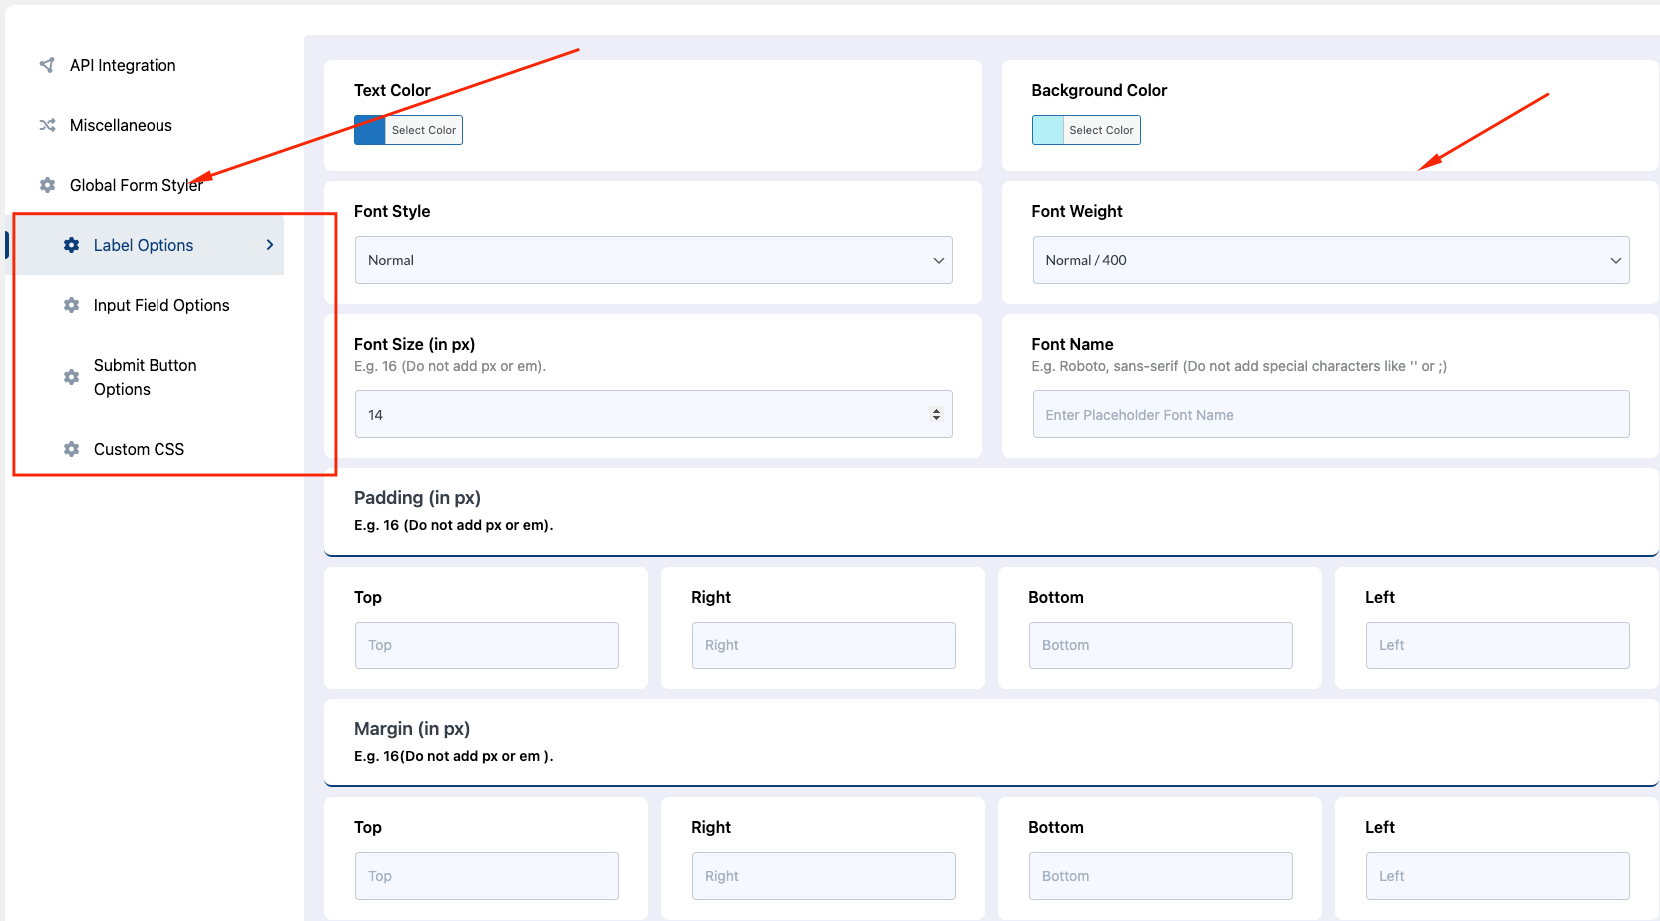 API Integration
Miscellaneous
Global Form Styler
Label Options
Input Field Options
Submit Button
Options
Custom CSS
Text Color
Select Color
Background Color
Select Color
Font Style
Normal
Font Weight
Normal / 400
Font Size (in px)
E.g. 16 (Do not add px or em).
14
Font Name
E.g. Roboto, sans-serif (Do not add special characters like '' or ;)
Enter Placeholder Font Name
Padding (in px)
E.g. 16 (Do not add px or em).
Top
Right
Bottom
Left
Top
Right
Bottom
Left
Margin (in px)
E.g. 16(Do not add px or em ).
Top
Right
Bottom
Left
Top
Right
Bottom
Left